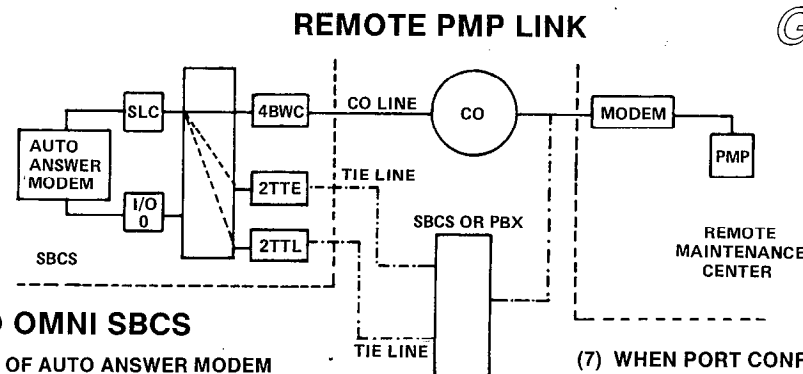 REMOTE PMP LINK
G
SLC
4BWC
CO LINE
CO
MODEM
AUTO
ANSWER
MODEM
PMP
2TTE
TIE LINE
I/O
0
SBCS OR PBX
2TTL
SBCS
REMOTE
MAINTENANCE
CENTER
OMNI SBCS
TIE LINE
OF AUTO ANSWER MODEM
(7) WHEN PORT CONF